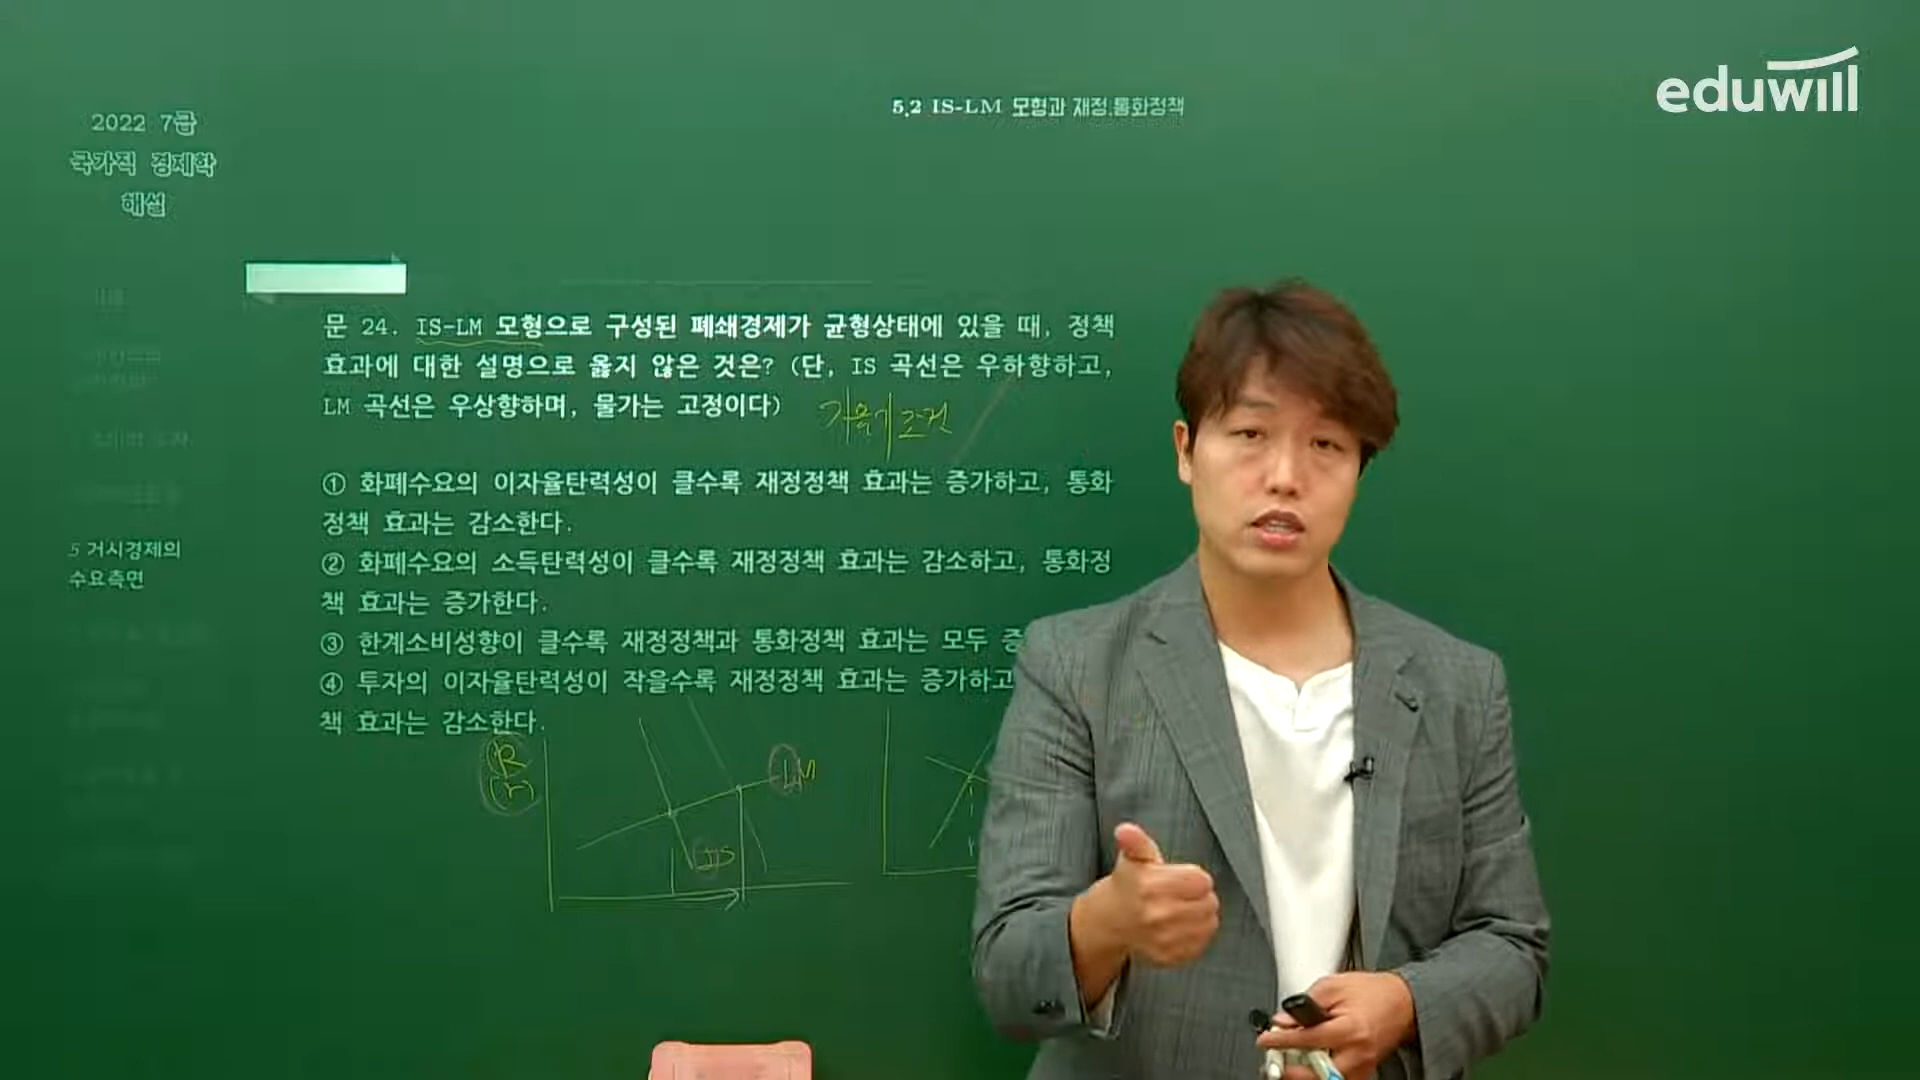 eduwill
5.2 IS-LM 모형과 재정.통화정책
2022 7급
국가직 경제학
해설
문 24. IS-LM 모형으로 구성된 폐쇄경제가 균형상태에 있을 때, 정책
효과에 대한 설명으로 옳지 않은 것은? (단, IS 곡선은 우하향하고,
LM 곡선은 우상향하며, 물가는 고정이다)
기울기 조건
① 화폐수요의 이자율탄력성이 클수록 재정정책 효과는 증가하고, 통화
정책 효과는 감소한다.
② 화폐수요의 소득탄력성이 클수록 재정정책 효과는 감소하고, 통화정
책 효과는 증가한다.
③ 한계소비성향이 클수록 재정정책과 통화정책 효과는 모두 증
④ 투자의 이자율탄력성이 작을수록 재정정책 효과는 증가하고
책 효과는 감소한다.
5 거시경제의
수요측면
R
(r)
LM
IS